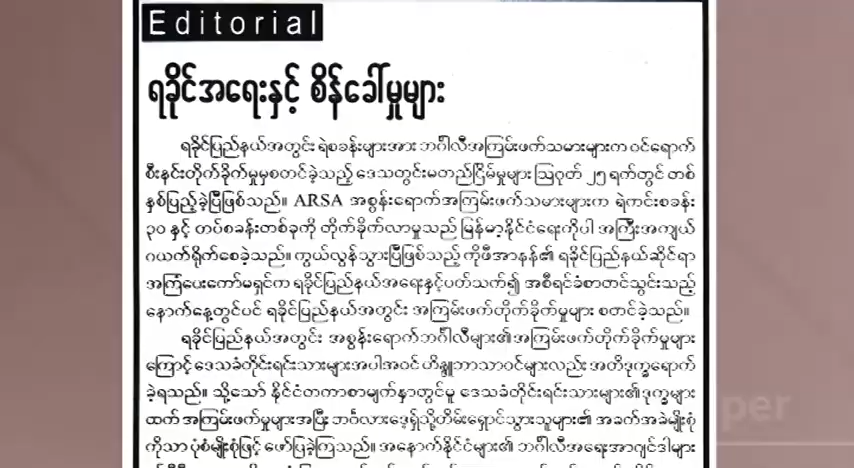 Editorial
ရခိုင်အရေးနှင့် စိန်ခေါ်မှုများ
ရခိုင်ပြည်နယ်အတွင်း ရဲစခန်းများအား ဘင်္ဂါလီအကြမ်းဖက်သမားများက ဝင်ရောက်
စီးနင်းတိုက်ခိုက်မှုမှစတင်ခဲ့သည့် ဒေသတွင်းမတည်ငြိမ်မှုများ ဩဂုတ် ၂၅ ရက်တွင် တစ်
နှစ်ပြည့်ခဲ့ပြီဖြစ်သည်။ ARSA အစွန်းရောက်အကြမ်းဖက်သမားများက ရဲကင်းစခန်း
၃၀ နှင့် တပ်စခန်းတစ်ခုကို တိုက်ခိုက်လာမှုသည် မြန်မာ့နိုင်ငံရေးကိုပါ အကြီးအကျယ်
ဂယက်ရိုက်စေခဲ့သည်။ ကွယ်လွန်သွားပြီဖြစ်သည့် ကိုဖီအာနန်၏ ရခိုင်ပြည်နယ်ဆိုင်ရာ
အကြံပေးကော်မရှင်က ရခိုင်ပြည်နယ်အရေးနှင့်ပတ်သက်၍ အစီရင်ခံစာတင်သွင်းသည့်
နောက်နေ့တွင်ပင် ရခိုင်ပြည်နယ်အတွင်း အကြမ်းဖက်တိုက်ခိုက်မှုများ စတင်ခဲ့သည်။
ရခိုင်ပြည်နယ်အတွင်း အစွန်းရောက်ဘင်္ဂါလီများ၏ အကြမ်းဖက်တိုက်ခိုက်မှုများ
ကြောင့် ဒေသခံတိုင်းရင်းသားများအပါအဝင် ဟိန္ဒူဘာသာဝင်များလည်း အတိဒုက္ခရောက်
ခဲ့ရသည်။ သို့သော် နိုင်ငံတကာစာမျက်နှာတွင်မူ ဒေသခံတိုင်းရင်းသားများ၏ ဒုက္ခများ
ထက် အကြမ်းဖက်မှုများအပြီး ဘင်္ဂလားဒေ့ရှ်သို့တိမ်းရှောင်သွားသူများ၏ အခက်အခဲမျိုးစုံ
ကိုသာ ပုံစံမျိုးစုံဖြင့် ဖော်ပြခဲ့ကြသည်။ အနောက်နိုင်ငံများ၏ ဘင်္ဂါလီအရေးအာဂျင်ဒါများ
per